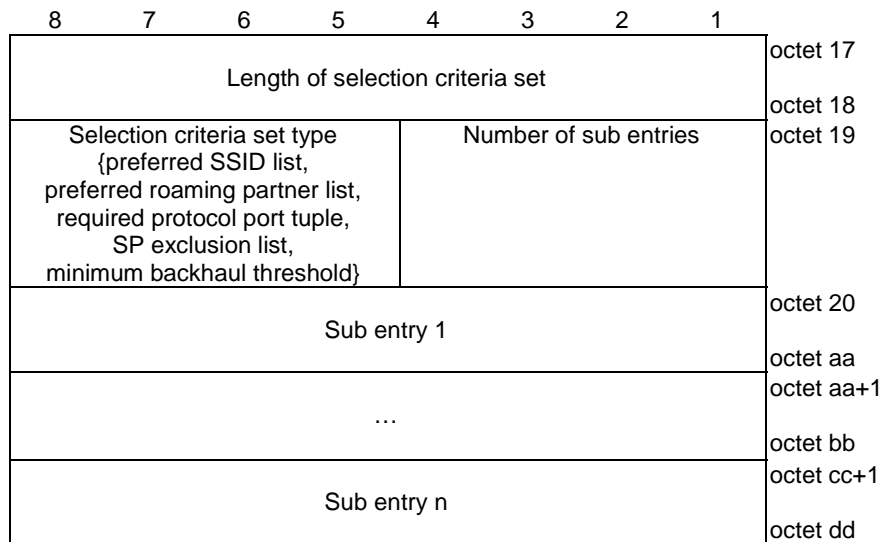 8 7 6 5 4 3 2 1
octet 17
Length of selection criteria set
octet 18
Selection criteria set type
{preferred SSID list,
preferred roaming partner list,
required protocol port tuple,
SP exclusion list,
minimum backhaul threshold}
Number of sub entries
octet 19
octet 20
Sub entry 1
octet aa
octet aa+1
…
octet bb
octet cc+1
Sub entry n
octet dd